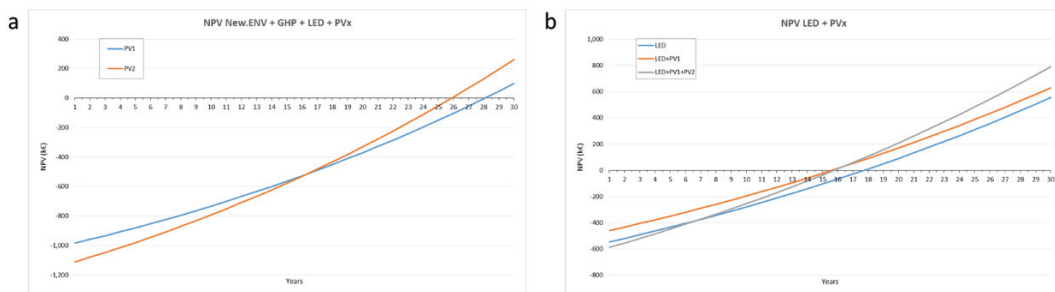 a
NPV New.ENV + GHP + LED + PVx
400
PV1
PV2
200
0
1 2 3 4 5 6 7 8 9 10 11 12 13 14 15 16 17 18 19 20 21 22 23 24 25 26 27 28 29 30
-200
-400
-600
-800
-1,000
-1,200
NPV (k€)
Years
b
NPV LED + PVx
1,000
LED
LED+PV1
LED+PV1+PV2
800
600
400
200
0
1 2 3 4 5 6 7 8 9 10 11 12 13 14 15 16 17 18 19 20 21 22 23 24 25 26 27 28 29 30
-200
-400
-600
-800
NPV (k€)
Years